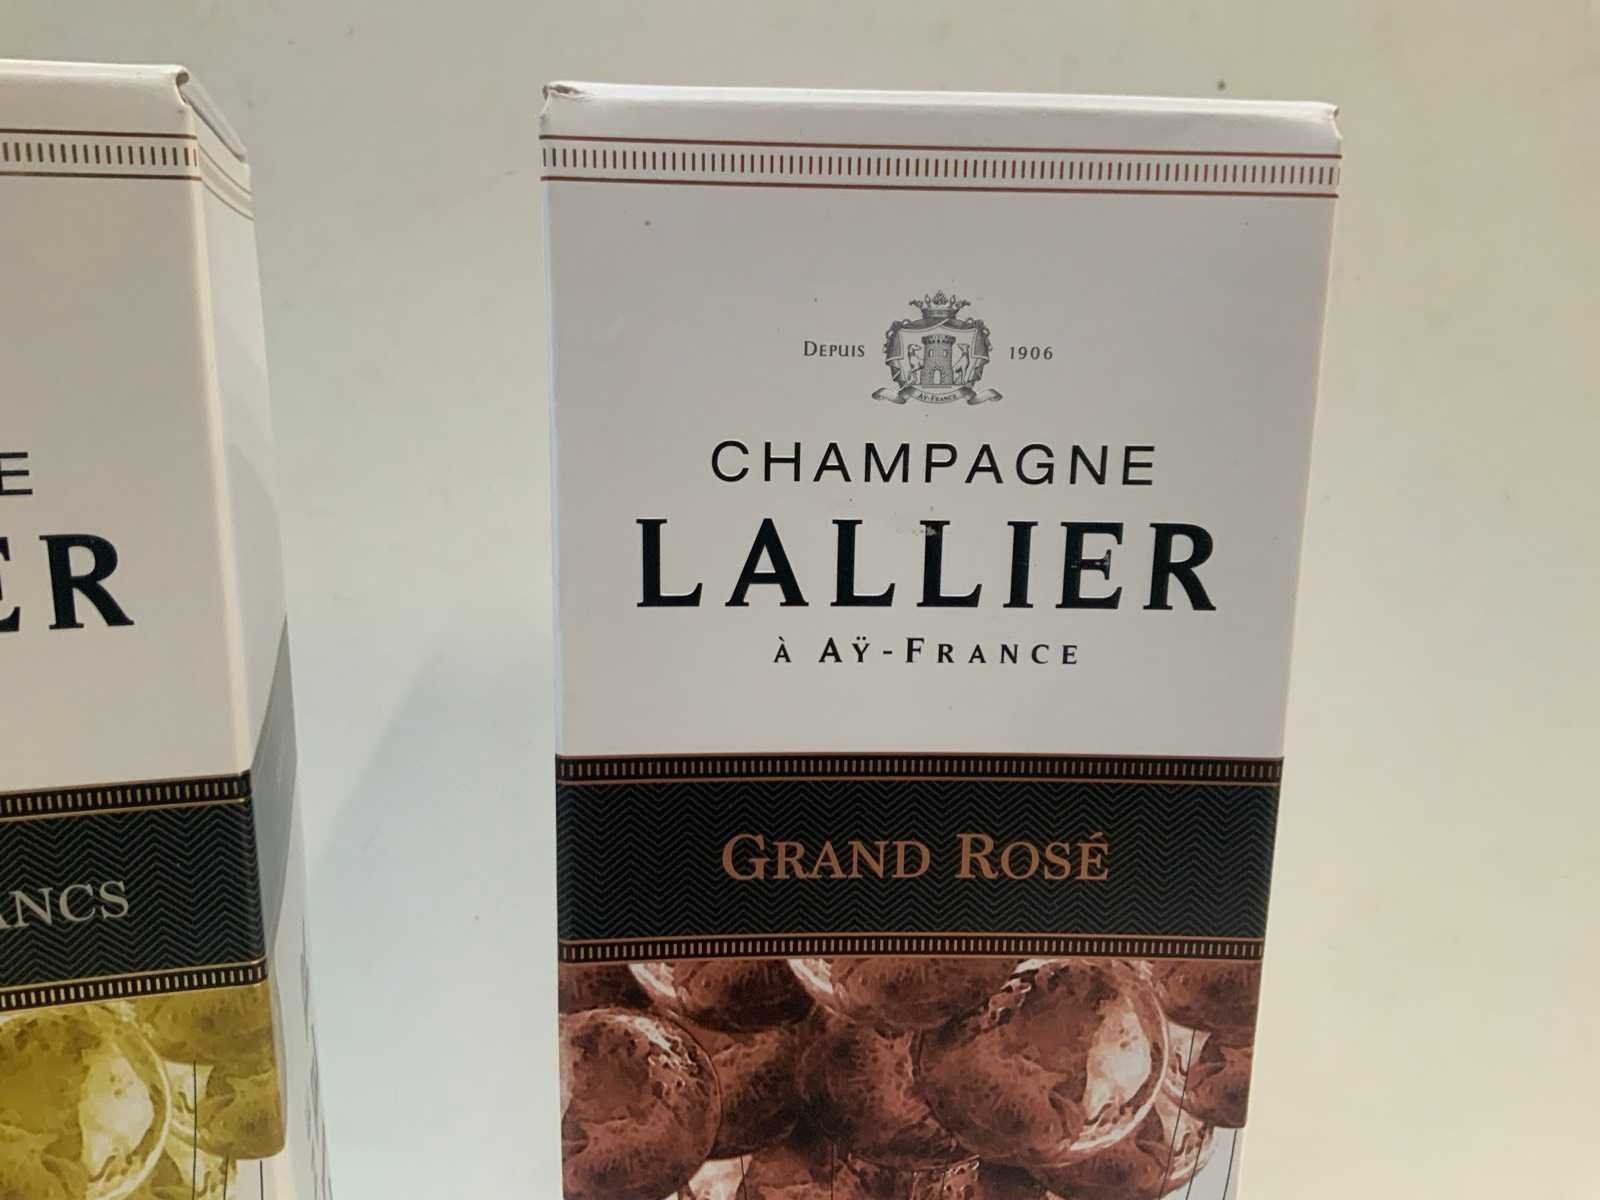 E
ER
ANCS
DEPUIS 1906
AŸ-FRANCE
CHAMPAGNE
LALLIER
À AŸ-FRANCE
GRAND ROSÉ